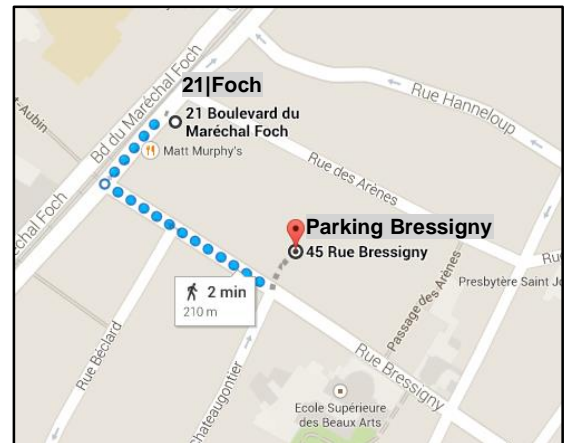 21|Foch
21 Boulevard du
Maréchal Foch
Matt Murphy's
Bd du Maréchal Foch
Rue Hanneloup
Rue des Arènes
Parking Bressigny
45 Rue Bressigny
2 min
210 m
Passage des Arènes
Rue Béclard
Rue Bressigny
Ecole Supérieure
des Beaux Arts